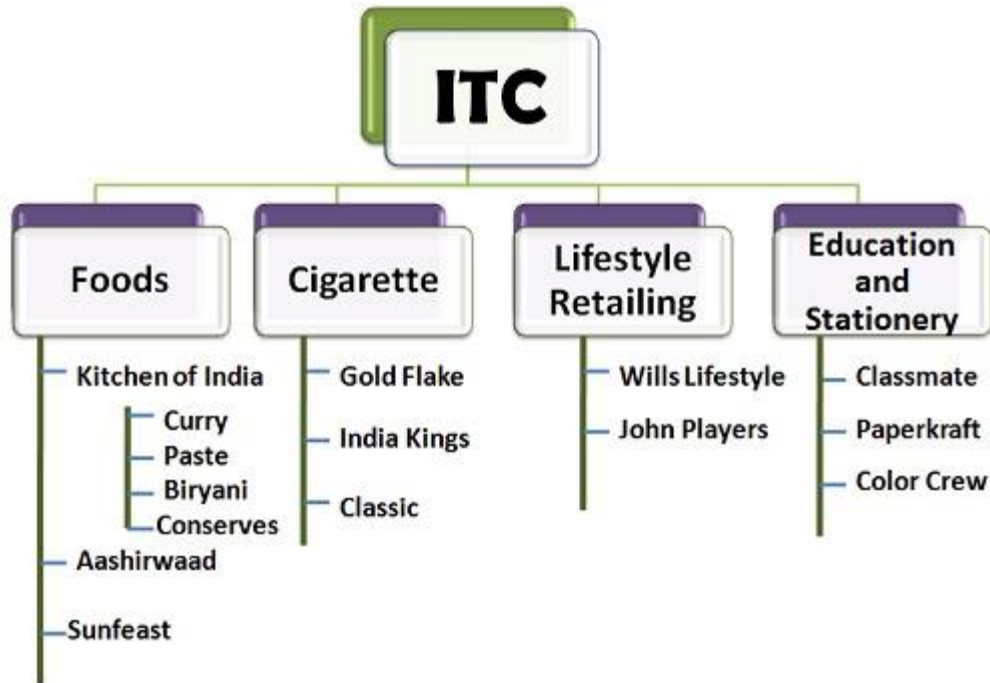 ITC
Foods
Kitchen of India
Curry
Paste
Biryani
Conserves
Aashirwaad
Sunfeast
Cigarette
Gold Flake
India Kings
Classic
Lifestyle
Retailing
Wills Lifestyle
John Players
Education
and
Stationery
Classmate
Paperkraft
Color Crew